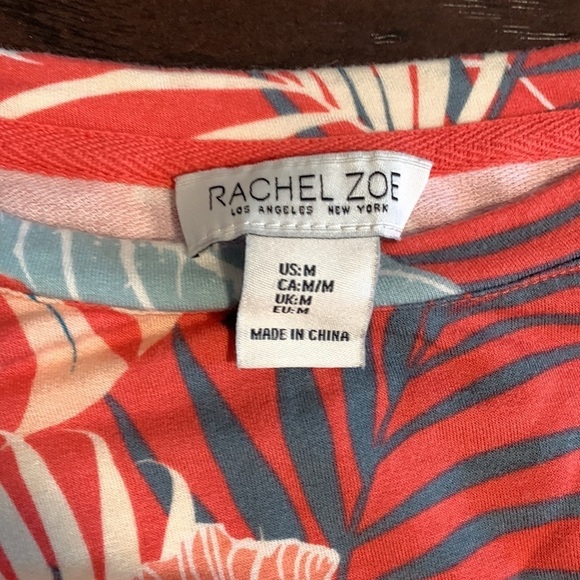 RACHEL ZOE
LOS ANGELES NEW YORK
US:M
CA:M/M
UK:M
EU:M
MADE IN CHINA